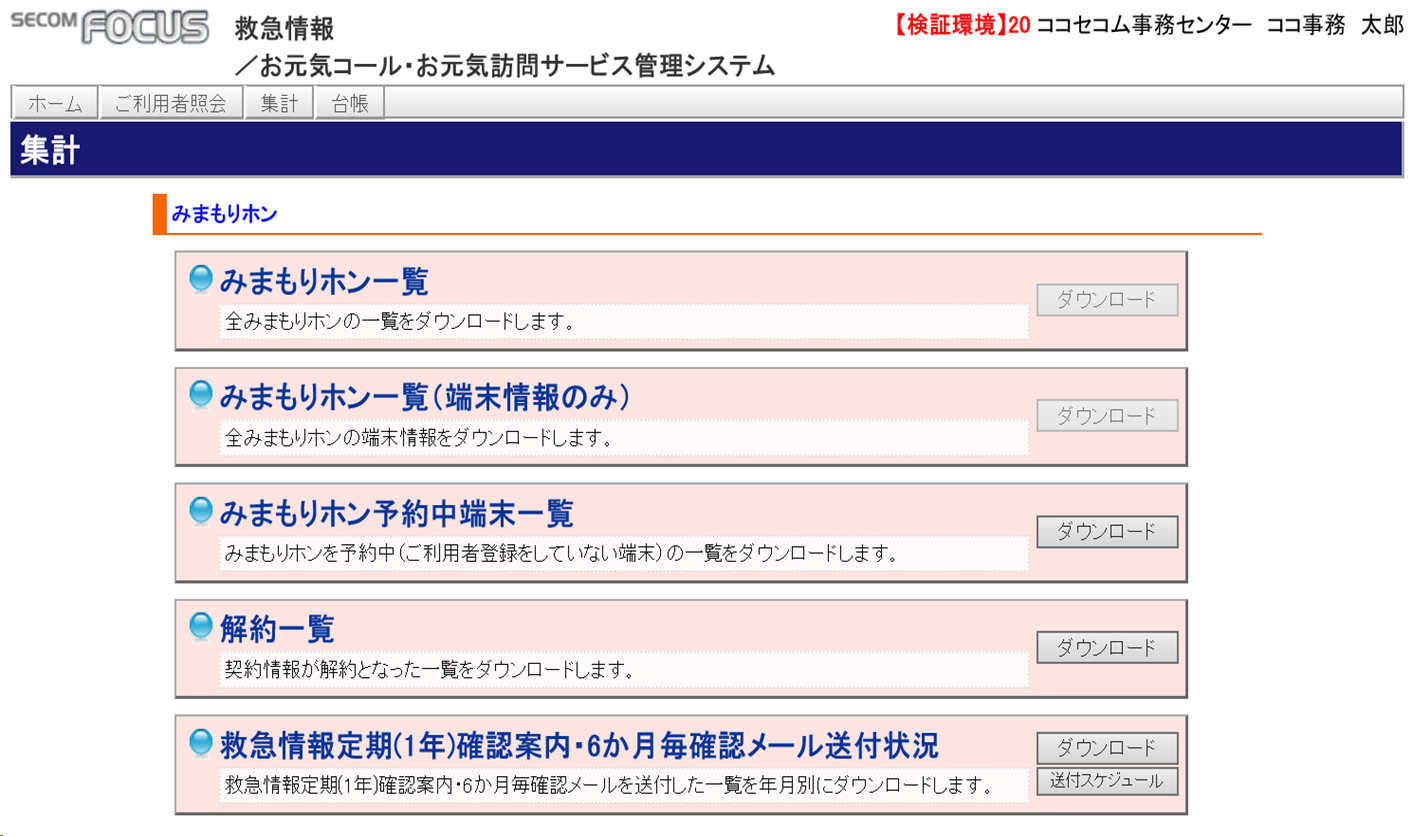 SECOM FOCUS 救急情報 【検証環境】20 ココセコム事務センター ココ事務 太郎
／お元気コール・お元気訪問サービス管理システム
ホーム ご利用者照会 集計 台帳
集計
みまもりホン
みまもりホン一覧
ダウンロード
全みまもりホンの一覧をダウンロードします。
みまもりホン一覧（端末情報のみ）
ダウンロード
全みまもりホンの端末情報をダウンロードします。
みまもりホン予約中端末一覧
ダウンロード
みまもりホンを予約中（ご利用者登録をしていない端末）の一覧をダウンロードします。
解約一覧
ダウンロード
契約情報が解約となった一覧をダウンロードします。
救急情報定期(1年)確認案内・6か月毎確認メール送付状況
ダウンロード
救急情報定期(1年)確認案内・6か月毎確認メールを送付した一覧を年月別にダウンロードします。
送付スケジュール